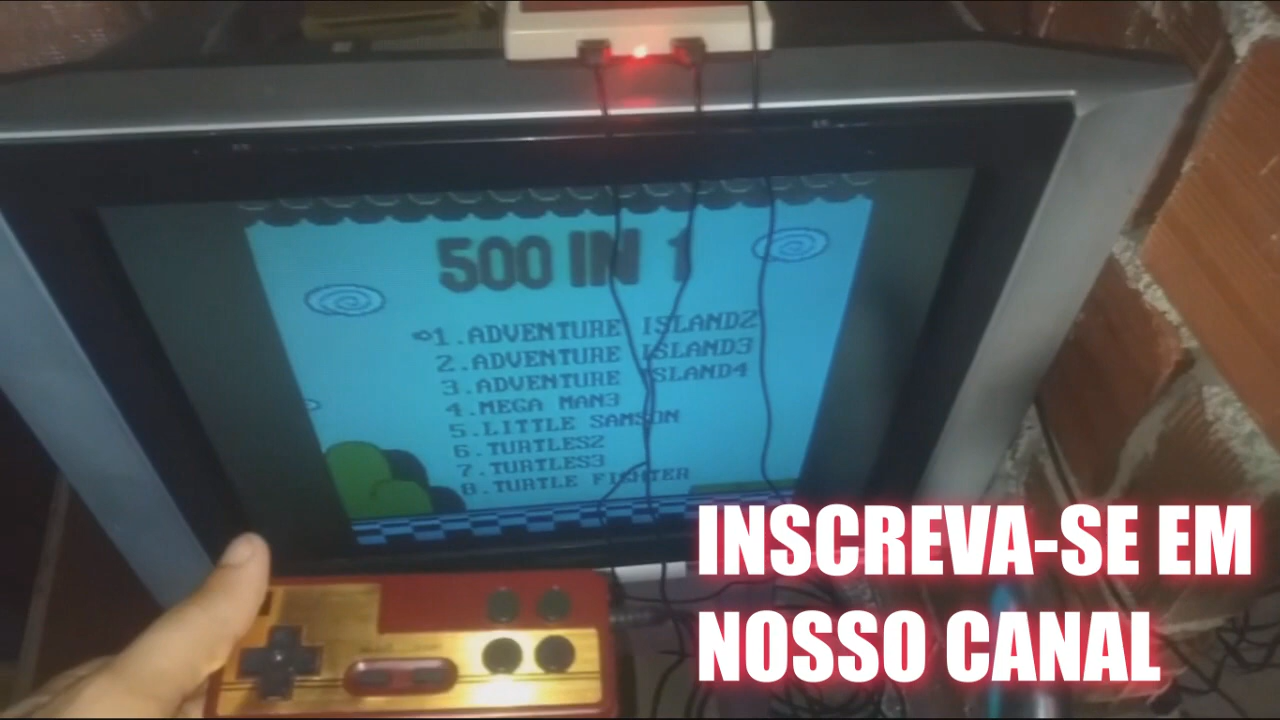 500 IN 1
1.ADVENTURE ISLAND2
2.ADVENTURE ISLAND3
3.ADVENTURE ISLAND4
4.MEGA MAN3
5.LITTLE SAMSON
6.TURTLES2
7.TURTLES3
8.TURTLE FIGHTER
INSCREVA-SE EM
NOSSO CANAL